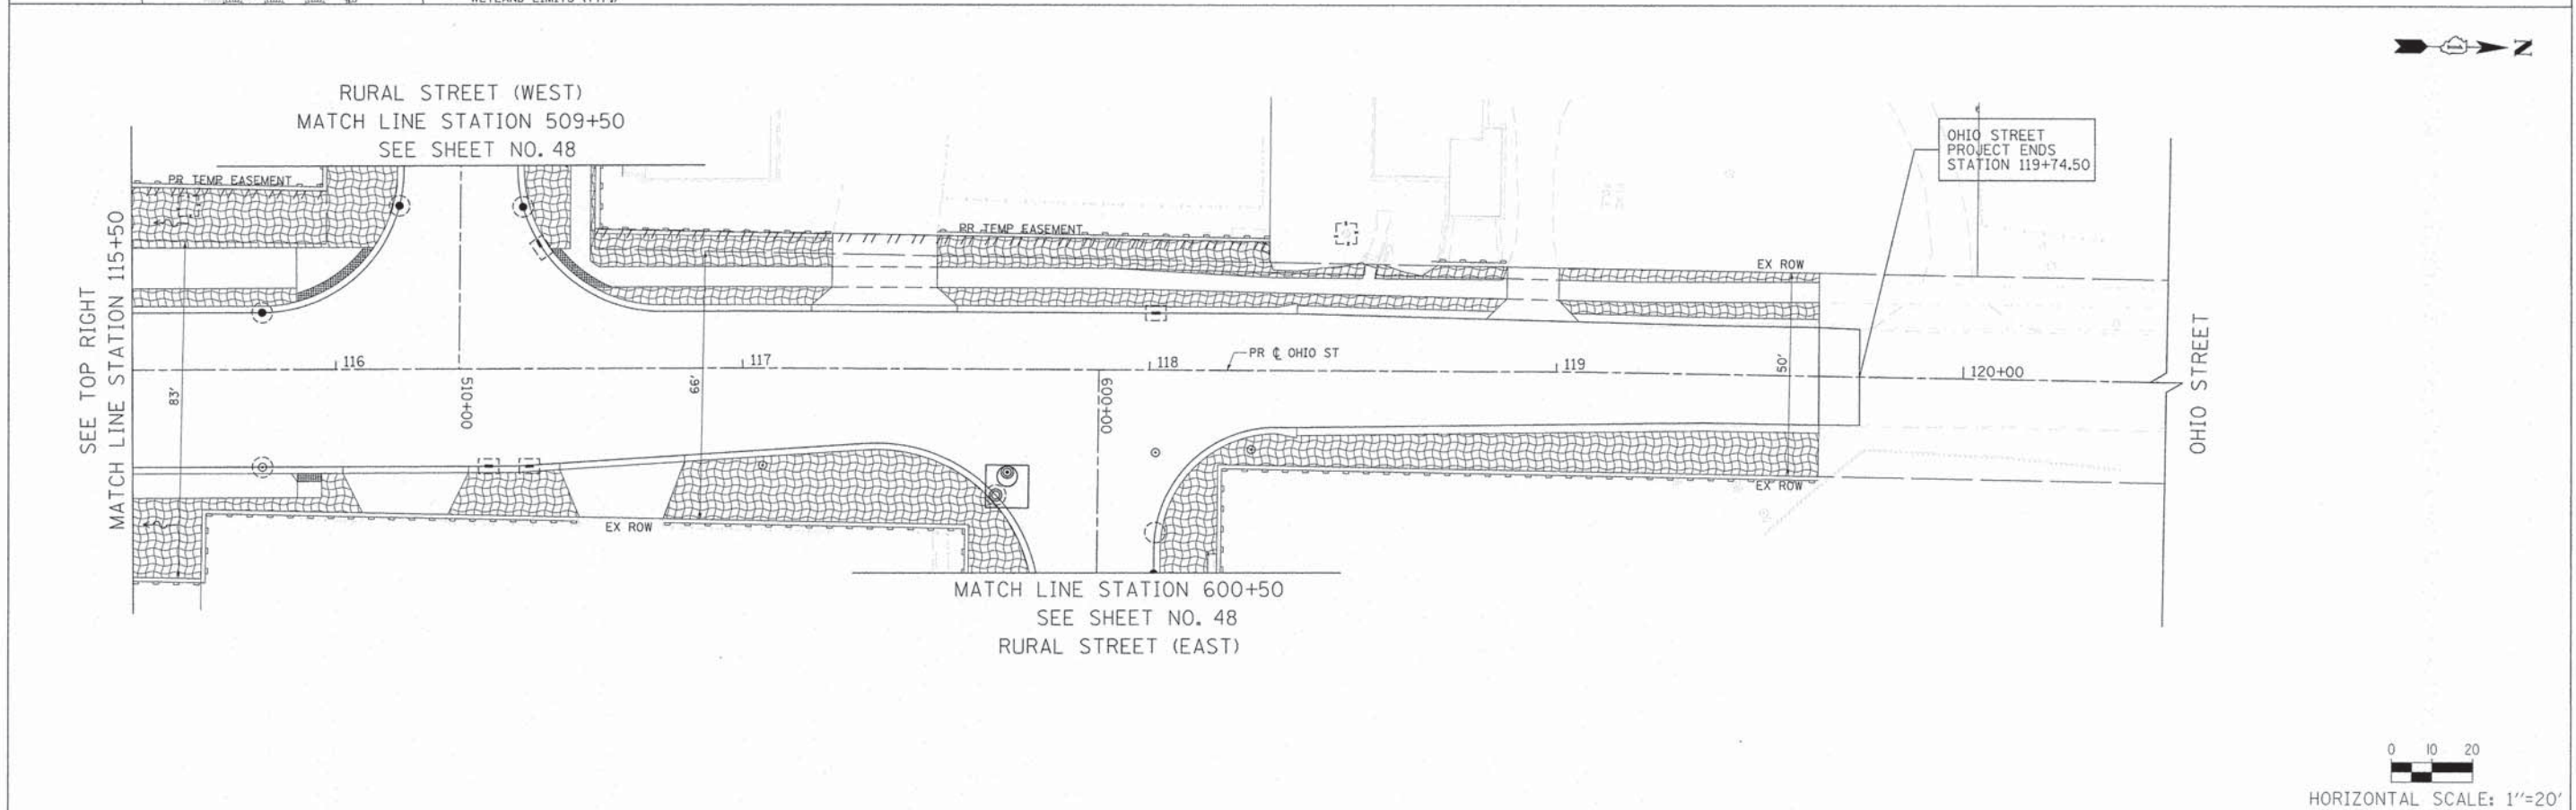 WETLAND LIMITS (TYP.)
N
RURAL STREET (WEST)
MATCH LINE STATION 509+50
SEE SHEET NO. 48
OHIO STREET
PROJECT ENDS
STATION 119+74.50
PR TEMP EASEMENT
PR TEMP EASEMENT
EX ROW
SEE TOP RIGHT
MATCH LINE STATION 115+50
116
117
118
PR ℄ OHIO ST
119
120+00
83'
510+00
66'
600+00
50'
OHIO STREET
EX ROW
EX ROW
MATCH LINE STATION 600+50
SEE SHEET NO. 48
RURAL STREET (EAST)
0 10 20
HORIZONTAL SCALE: 1"=20'